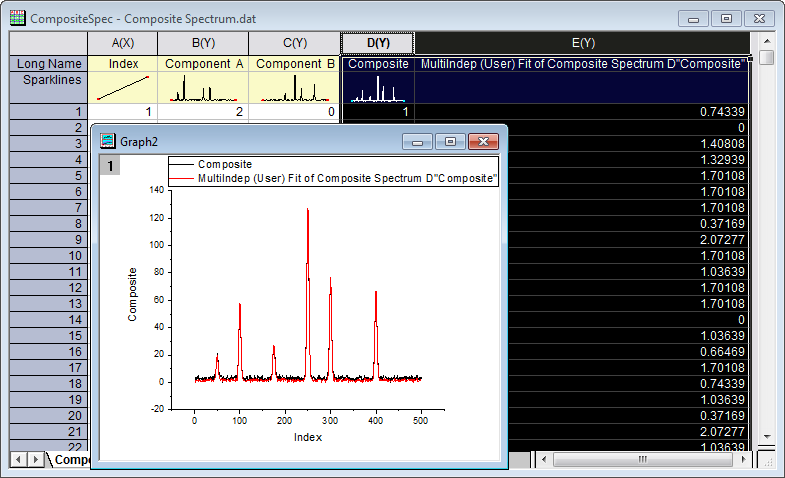 CompositeSpec - Composite Spectrum.dat
A(X) B(Y) C(Y) D(Y) E(Y)
Long Name Index Component A Component B Composite MultiIndep (User) Fit of Composite Spectrum D"Composite"
Sparklines
1 1 2 0 1 0.74339
2 0
3 1.40808
4 1.32939
5 1.70108
6 1.70108
7 1.70108
8 0.37169
9 2.07277
10 1.70108
11 1.03639
12 1.70108
13 1.70108
14 0
15 1.03639
16 0.66469
17 1.70108
18 0.74339
19 1.03639
20 0.37169
21 2.07277
22 1.03639
Compo
Graph2
1
Composite
MultiIndep (User) Fit of Composite Spectrum D"Composite"
140
120
100
80
60
40
20
0
-20
Composite
0 100 200 300 400 500
Index